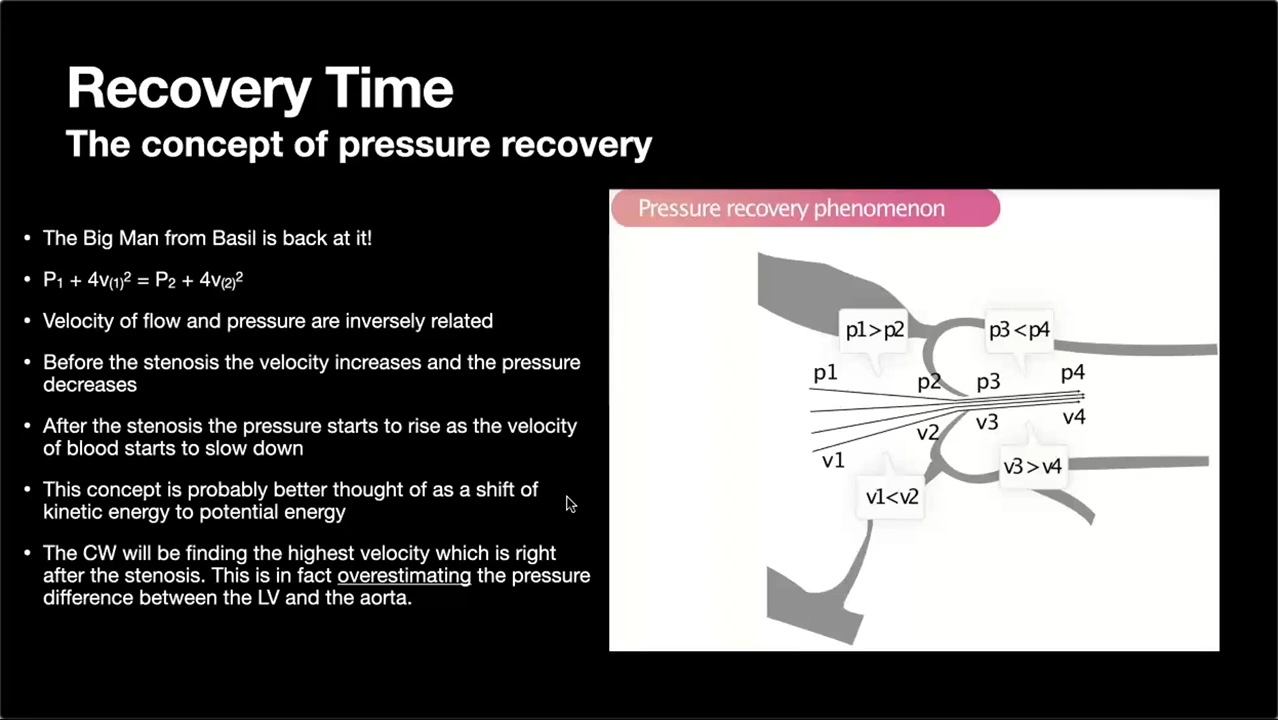 Recovery Time
The concept of pressure recovery
• The Big Man from Basil is back at it!
• P₁ + 4v₍₁₎² = P₂ + 4v₍₂₎²
• Velocity of flow and pressure are inversely related
• Before the stenosis the velocity increases and the pressure
decreases
• After the stenosis the pressure starts to rise as the velocity
of blood starts to slow down
• This concept is probably better thought of as a shift of
kinetic energy to potential energy
• The CW will be finding the highest velocity which is right
after the stenosis. This is in fact overestimating the pressure
difference between the LV and the aorta.
Pressure recovery phenomenon
p1>p2
p3<p4
p1
p2
p3
p4
v1
v2
v3
v4
v1<v2
v3>v4